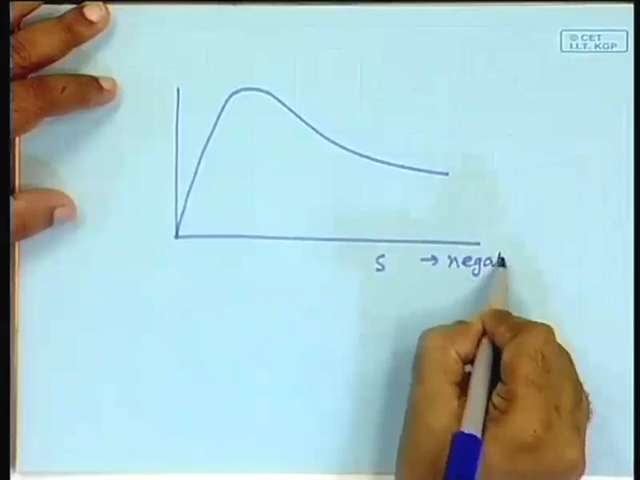 © CET
I.I.T. KGP
s → negat